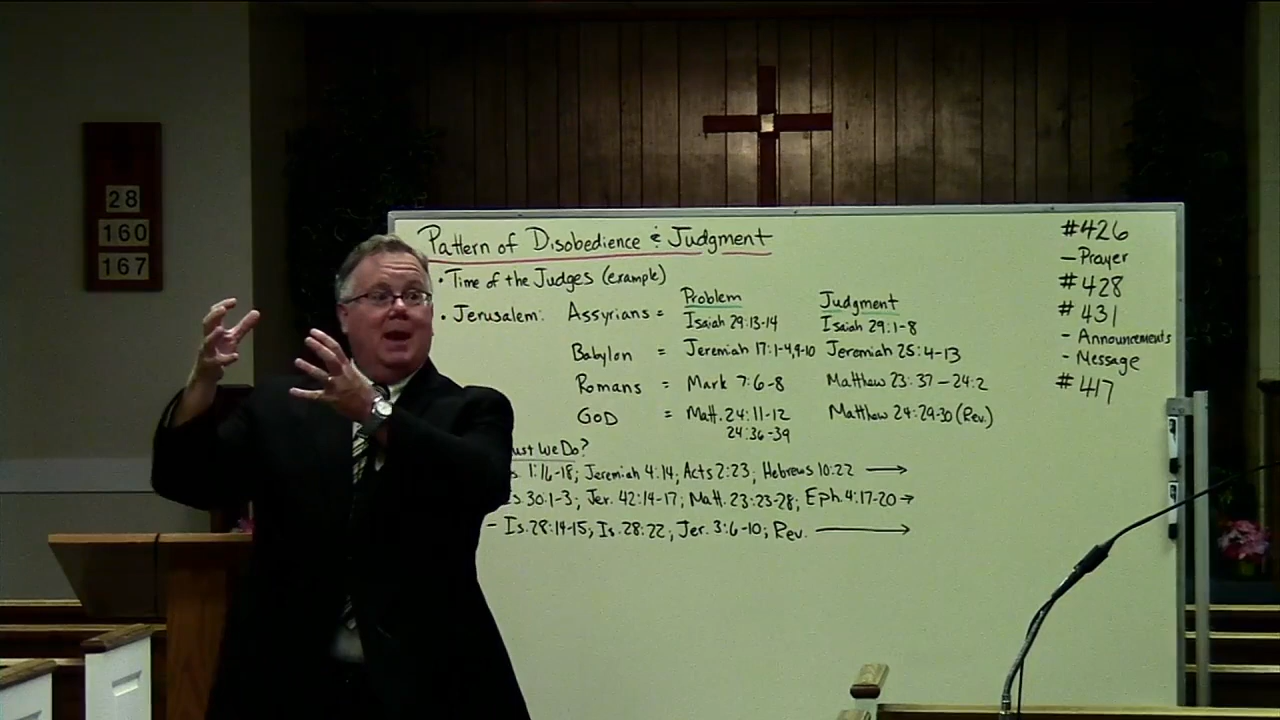 28
160
167
Pattern of Disobedience & Judgment
• Time of the Judges (example)
Problem Judgment
• Jerusalem: Assyrians = Isaiah 29:13-14 Isaiah 29:1-8
Babylon = Jeremiah 17:1-4,9-10 Jeremiah 25:4-13
Romans = Mark 7:6-8 Matthew 23:37-24:2
GOD = Matt. 24:11-12 Matthew 24:29-30 (Rev.)
24:36-39
We Do?
1:16-18; Jeremiah 4:14; Acts 2:23; Hebrews 10:22 →
Is. 30:1-3; Jer. 42:14-17; Matt. 23:23-28; Eph. 4:17-20 →
- Is. 28:14-15; Is. 28:22; Jer. 3:6-10; Rev. →
#426
- Prayer
#428
#431
- Announcements
- Message
#417